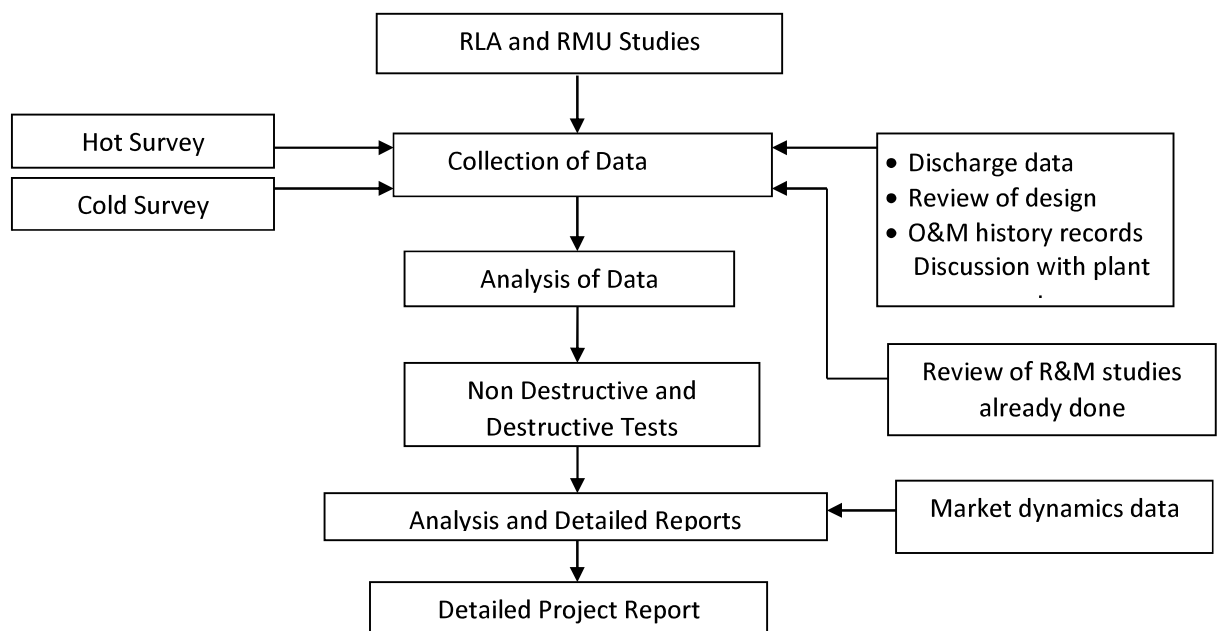 RLA and RMU Studies
Hot Survey
Cold Survey
Collection of Data
• Discharge data
• Review of design
• O&M history records
Discussion with plant
.
Analysis of Data
Non Destructive and
Destructive Tests
Review of R&M studies
already done
Analysis and Detailed Reports
Market dynamics data
Detailed Project Report